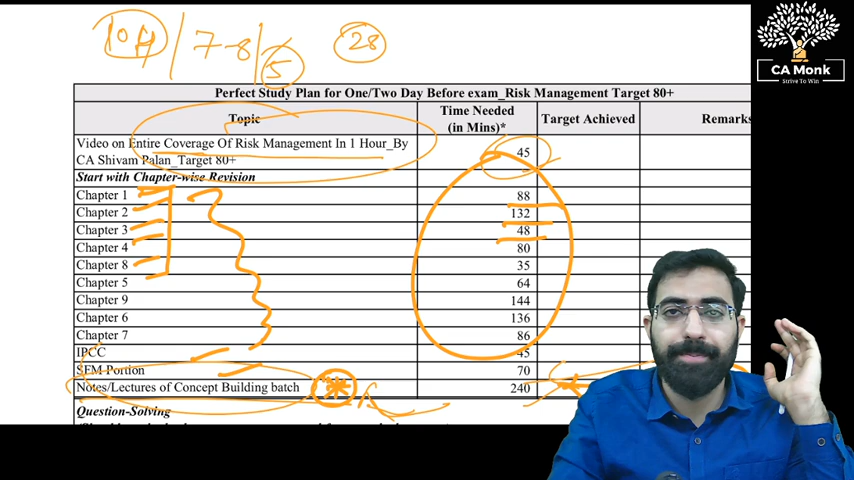 10H / 7-8 / 5 28
CA Monk
Strive To Win
Perfect Study Plan for One/Two Day Before exam_Risk Management Target 80+
Topic Time Needed (in Mins)* Target Achieved Remarks
Video on Entire Coverage Of Risk Management In 1 Hour_By
CA Shivam Palan_Target 80+ 45
Start with Chapter-wise Revision
Chapter 1 88
Chapter 2 132
Chapter 3 48
Chapter 4 80
Chapter 8 35
Chapter 5 64
Chapter 9 144
Chapter 6 136
Chapter 7 86
IPCC 45
SFM Portion 70
Notes/Lectures of Concept Building batch 240
Question-Solving